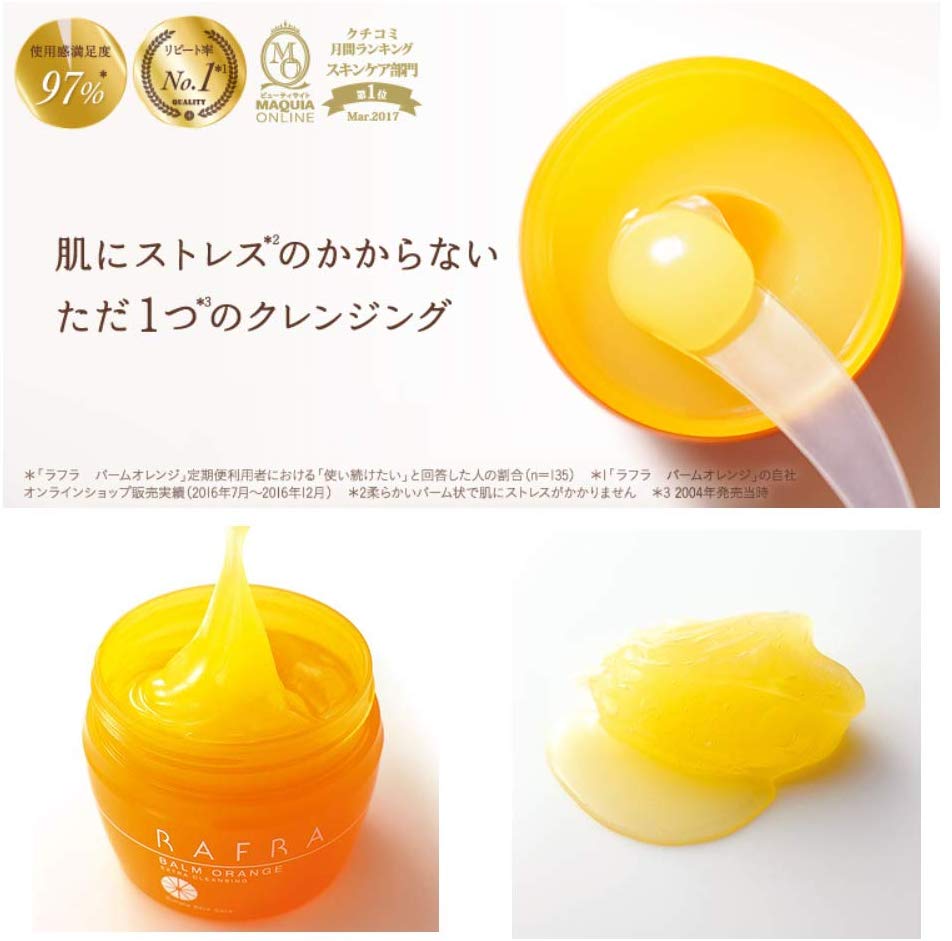 使用感満足度
97%*
リピート率
No.1*1
QUALITY
MO
ビューティサイト
MAQUIA
ONLINE
クチコミ
月間ランキング
スキンケア部門
第1位
Mar.2017
肌にストレス*2のかからない
ただ1つ*3のクレンジング
*「ラフラ　バームオレンジ」定期便利用者における「使い続けたい」と回答した人の割合(n=135)　*1「ラフラ　バームオレンジ」の自社
オンラインショップ販売実績(2016年7月~2016年12月)　*2柔らかいバーム状で肌にストレスがかかりません　*3 2004年発売当時
RAFRA
BALM ORANGE
EXTRA CLEANSING